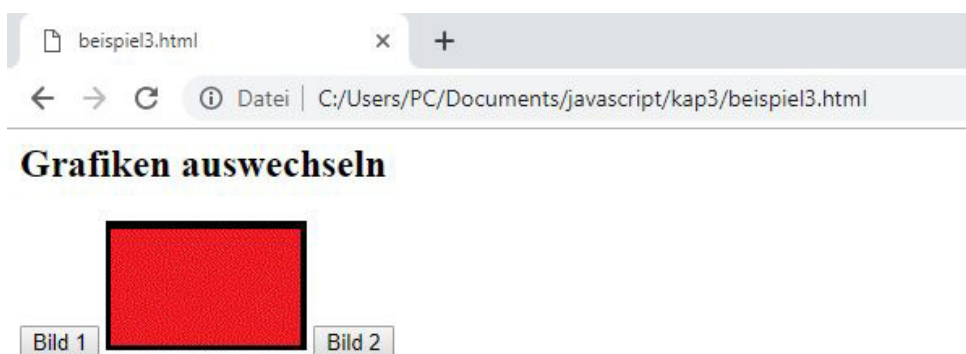 beispiel3.html
Datei | C:/Users/PC/Documents/javascript/kap3/beispiel3.html
Grafiken auswechseln
Bild 1 Bild 2